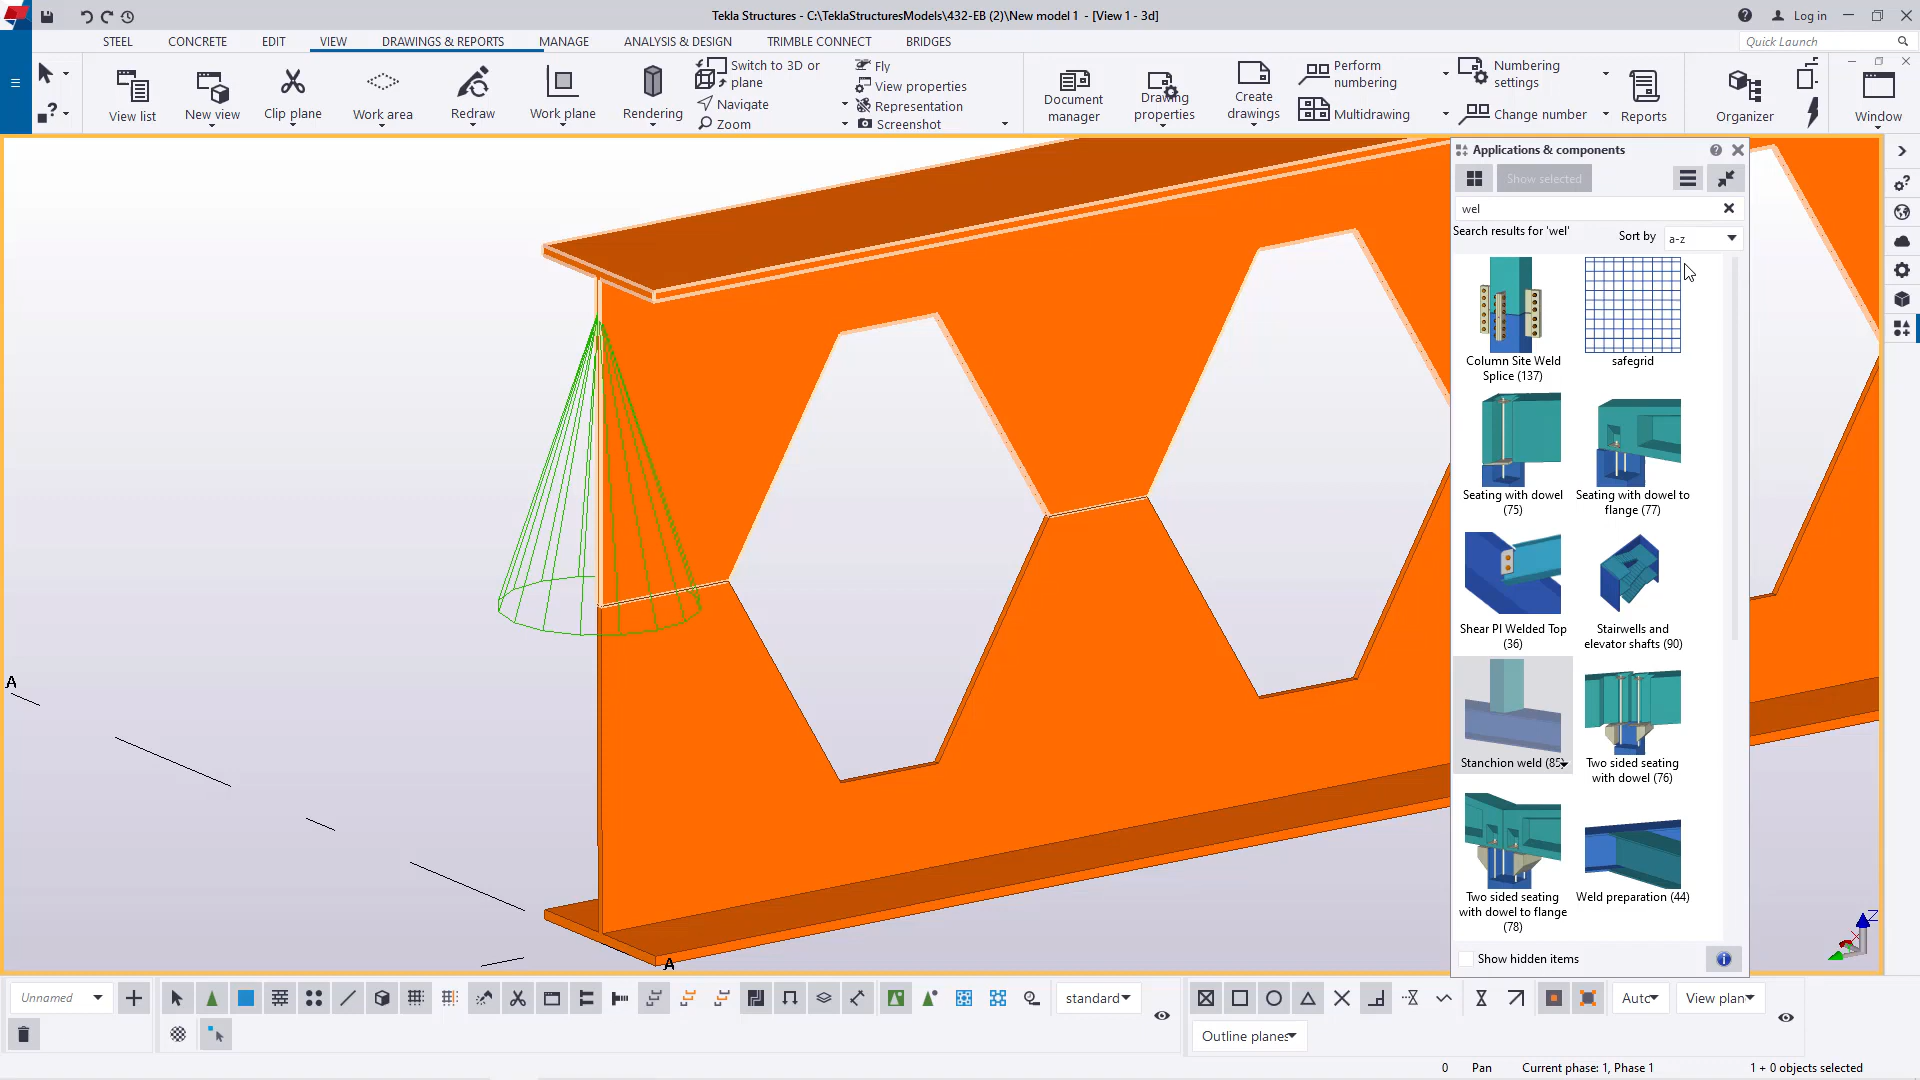 Tekla Structures - C:\TeklaStructuresModels\432-EB (2)\New model 1 - [View 1 - 3d]
Log in
STEEL
CONCRETE
EDIT
VIEW
DRAWINGS & REPORTS
MANAGE
ANALYSIS & DESIGN
TRIMBLE CONNECT
BRIDGES
Quick Launch
View list
New view
Clip plane
Work area
Redraw
Work plane
Rendering
Switch to 3D or
plane
Navigate
Zoom
Fly
View properties
Representation
Screenshot
Document
manager
Drawing
properties
Create
drawings
Perform
numbering
Multidrawing
Numbering
settings
Change number
Reports
Organizer
Window
Applications & components
Show selected
wel
Search results for 'wel'
Sort by
a-z
Column Site Weld
Splice (137)
safegrid
Seating with dowel
(75)
Seating with dowel to
flange (77)
Shear Pl Welded Top
(36)
Stairwells and
elevator shafts (90)
Stanchion weld (85)
Two sided seating
with dowel (76)
Two sided seating
with dowel to flange
(78)
Weld preparation (44)
Show hidden items
A
A
Z
X
Unnamed
standard
Auto
View plan
Outline planes
0
Pan
Current phase: 1, Phase 1
1 + 0 objects selected